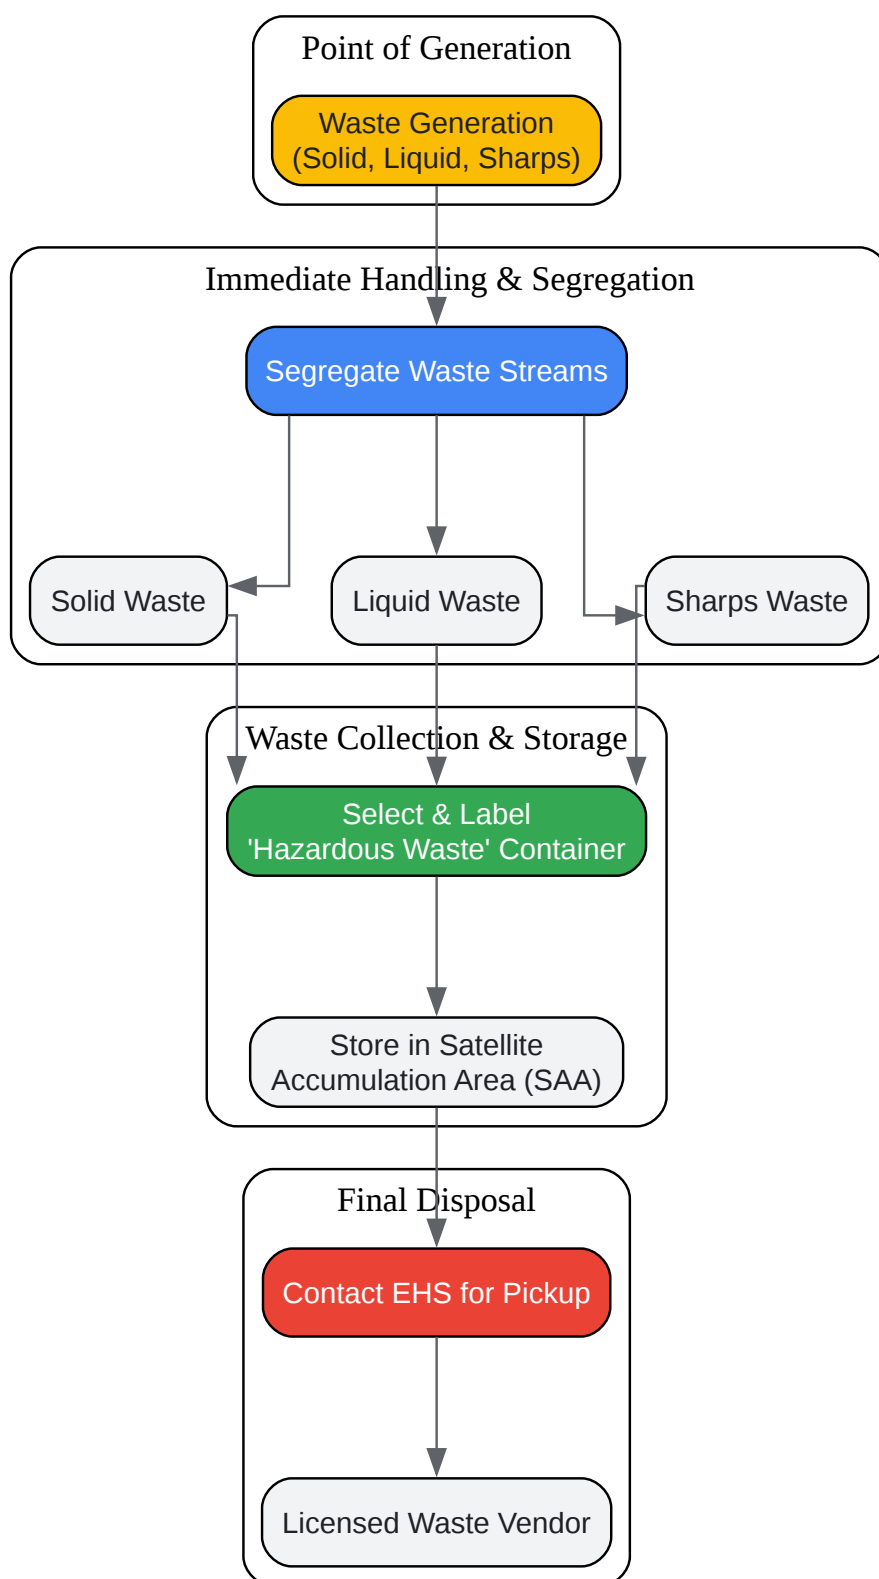 Point of Generation
Waste Generation
(Solid, Liquid, Sharps)
Immediate Handling & Segregation
Segregate Waste Streams
Solid Waste
Liquid Waste
Sharps Waste
Waste Collection & Storage
Select & Label
'Hazardous Waste' Container
Store in Satellite
Accumulation Area (SAA)
Final Disposal
Contact EHS for Pickup
Licensed Waste Vendor